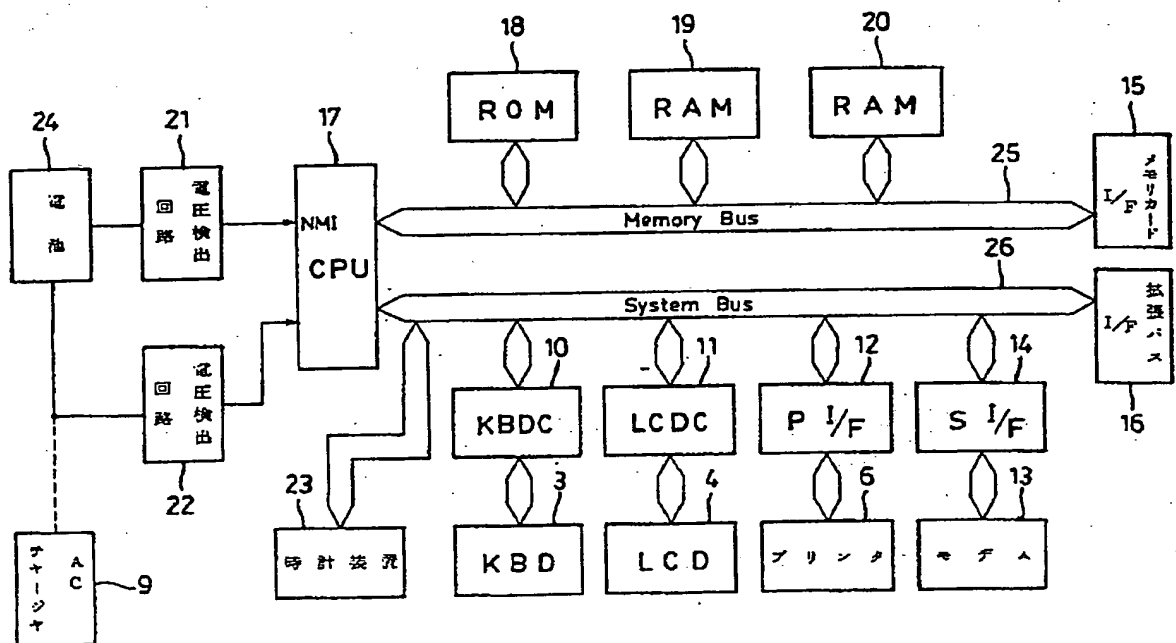 18
19
20
ROM
RAM
RAM
15
メモリカード
I/F
24
21
17
電池
電圧検出
回路
25
NMI
CPU
Memory Bus
26
System Bus
拡張バス
I/F
16
電圧検出
回路
22
10
11
12
14
KBDC
LCDC
P I/F
S I/F
23
3
4
6
13
時計装置
KBD
LCD
プリンタ
モデム
AC
チャージャ
9